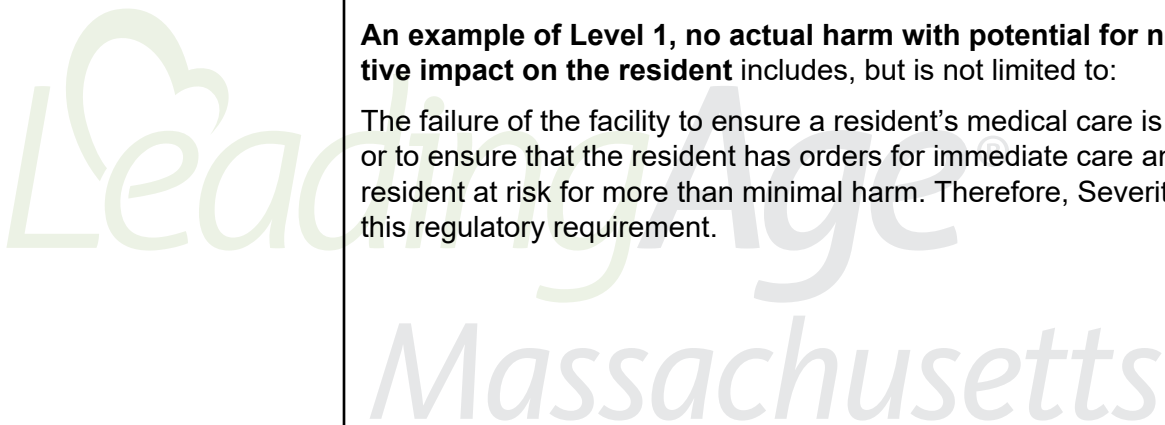 An example of Level 1, no actual harm with potential for
tive impact on the resident includes, but is not limited to:
The failure of the facility to ensure a resident’s medical care is
or to ensure that the resident has orders for immediate care
resident at risk for more than minimal harm. Therefore,
this regulatory requirement.
LeadingAge®
Massachusetts